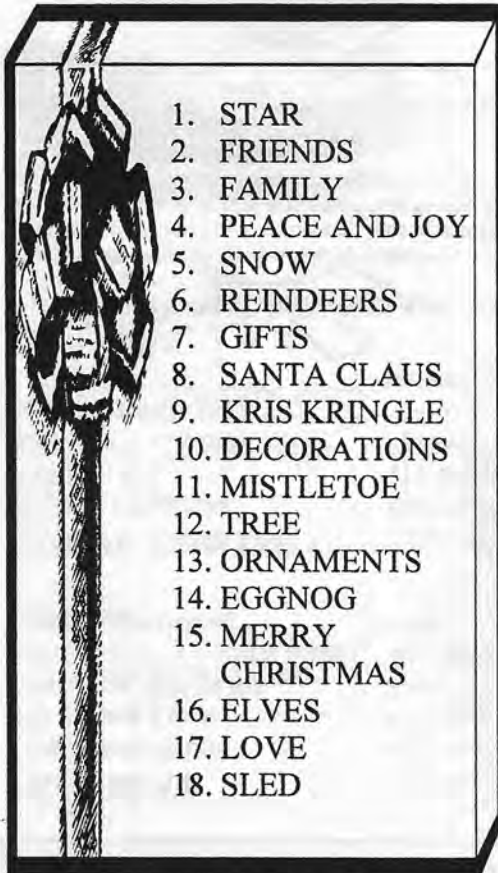 1. STAR
2. FRIENDS
3. FAMILY
4. PEACE AND JOY
5. SNOW
6. REINDEERS
7. GIFTS
8. SANTA CLAUS
9. KRIS KRINGLE
10. DECORATIONS
11. MISTLETOE
12. TREE
13. ORNAMENTS
14. EGGNOG
15. MERRY
CHRISTMAS
16. ELVES
17. LOVE
18. SLED